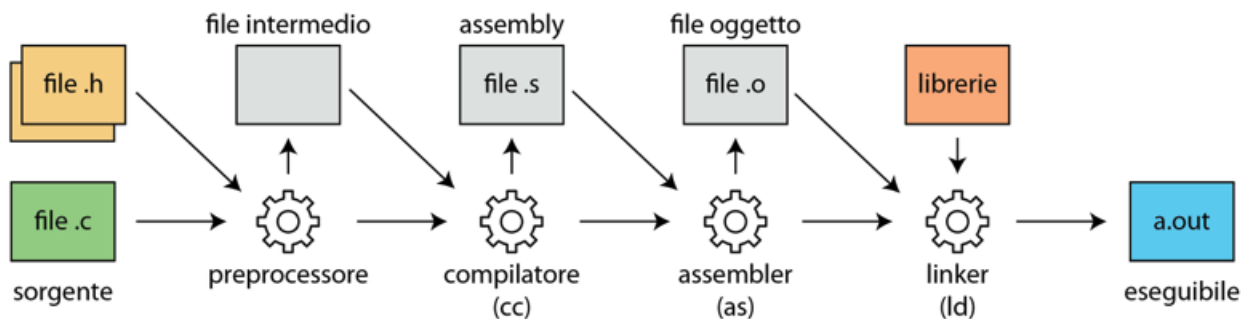 file intermedio
assembly
file oggetto
file .h
file .s
file .o
librerie
file .c
a.out
preprocessore
compilatore
(cc)
assembler
(as)
linker
(ld)
sorgente
eseguibile